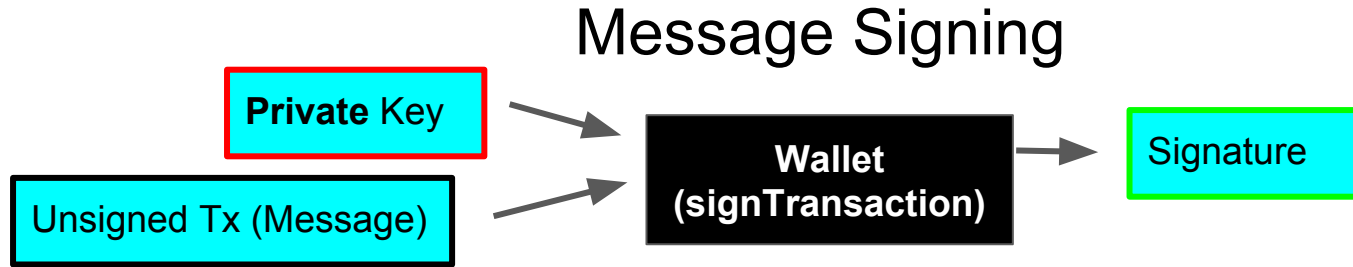 Message Signing
Private Key
Unsigned Tx (Message)
Wallet
(signTransaction)
Signature